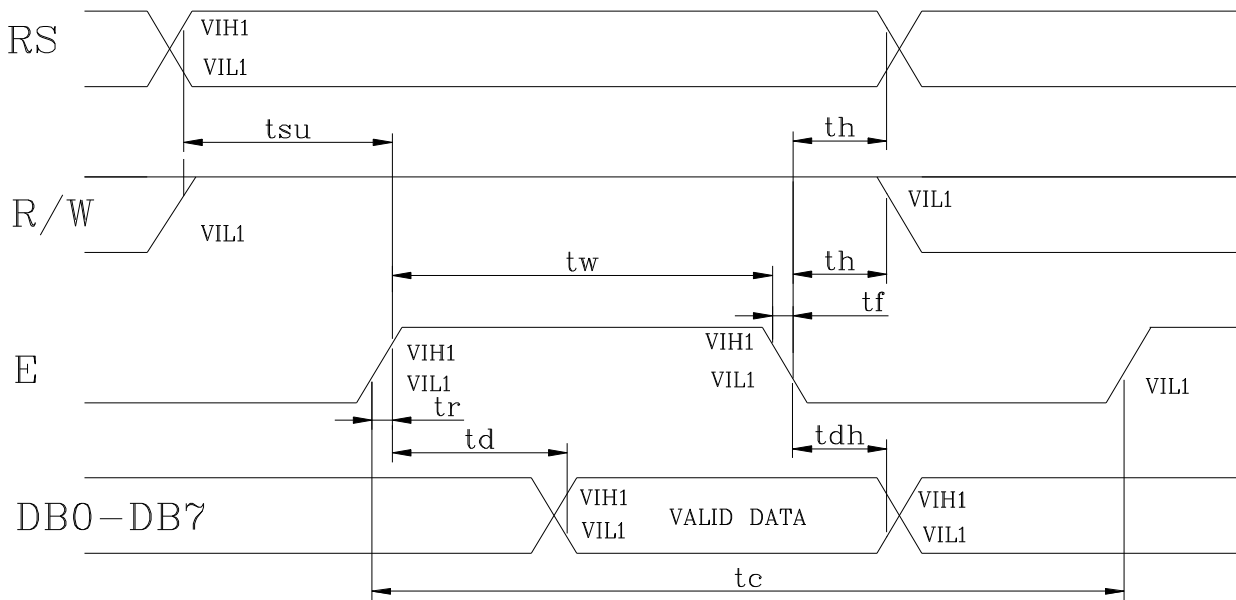 RS
VIH1
VIL1
tsu
th
R/W
VIL1
VIL1
tw
th
tf
E
VIH1
VIL1
VIH1
VIL1
VIL1
tr
td
tdh
DB0-DB7
VIH1
VIL1
VALID DATA
VIH1
VIL1
tc